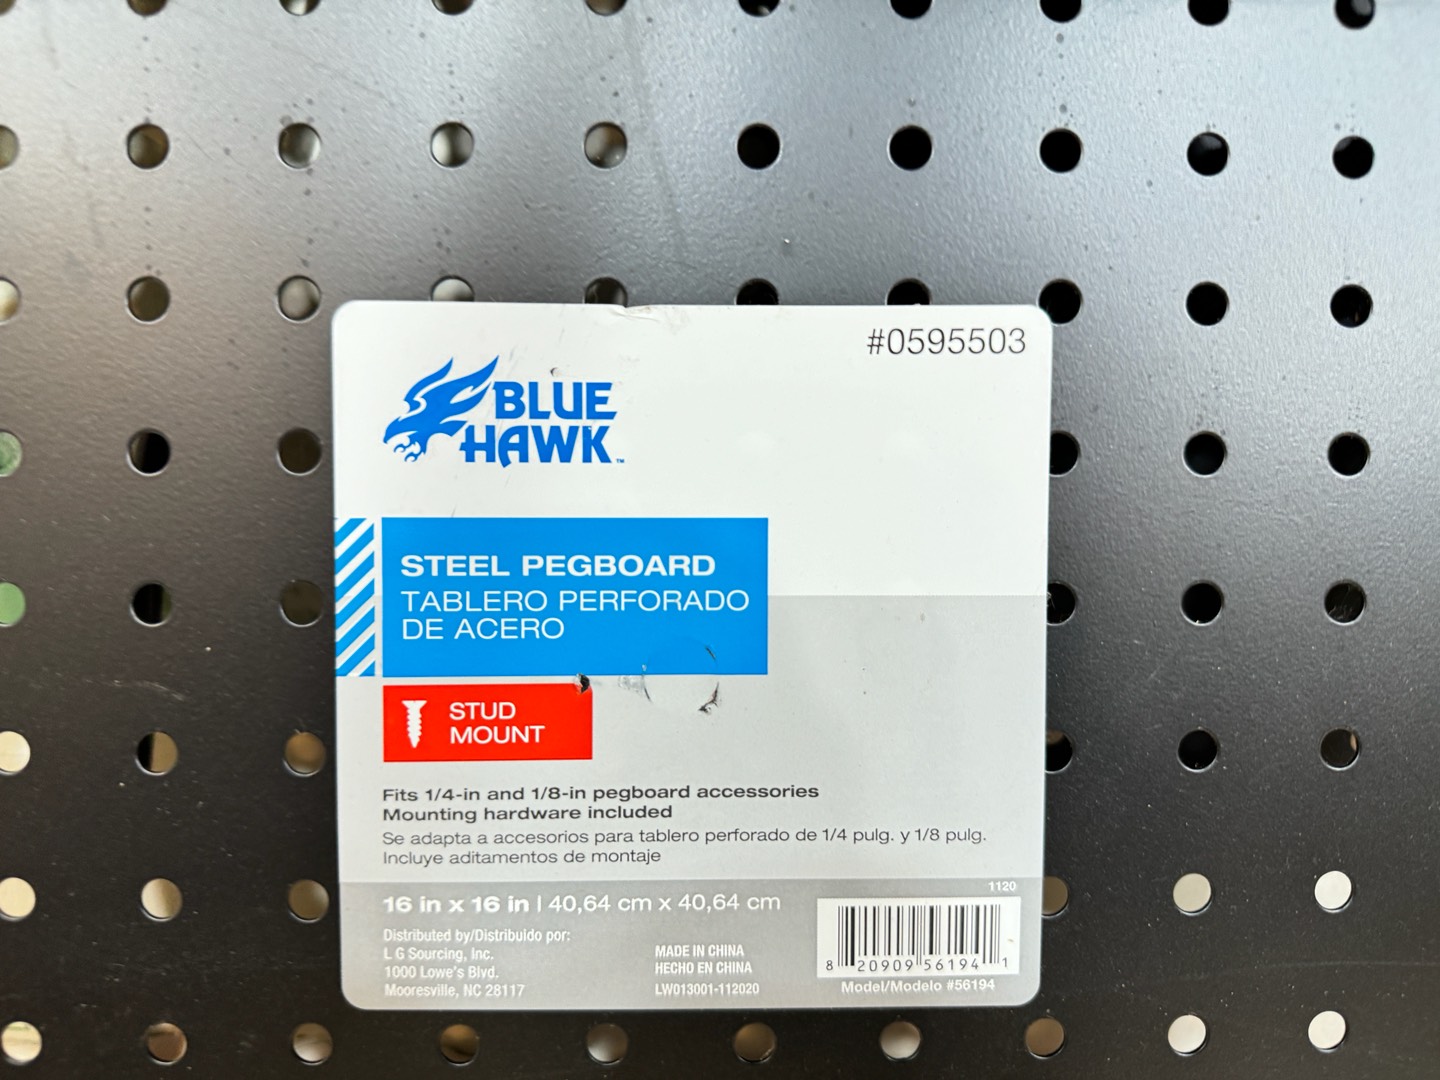 #0595503
BLUE
HAWK™
STEEL PEGBOARD
TABLERO PERFORADO
DE ACERO
STUD
MOUNT
Fits 1/4-in and 1/8-in pegboard accessories
Mounting hardware included
Se adapta a accesorios para tablero perforado de 1/4 pulg. y 1/8 pulg.
Incluye aditamentos de montaje
1120
16 in x 16 in | 40,64 cm x 40,64 cm
Distributed by/Distribuido por:
L G Sourcing, Inc.
1000 Lowe's Blvd.
Mooresville, NC 28117
MADE IN CHINA
HECHO EN CHINA
LW013001-112020
8 20909 56194 1
Model/Modelo #56194